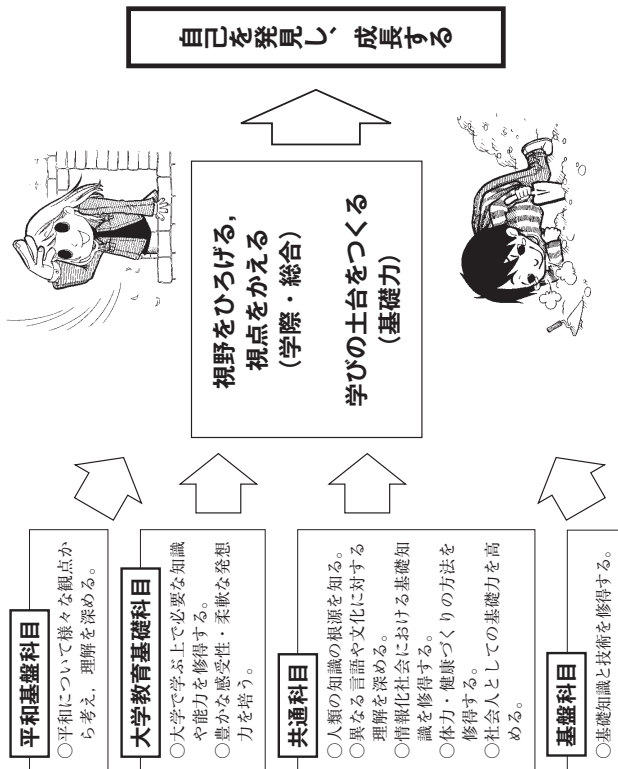 平和基盤科目
○平和について様々な観点か
ら考え，理解を深める。
大学教育基礎科目
○大学で学ぶ上で必要な知識
や能力を修得する。
○豊かな感受性・柔軟な発想
力を培う。
共通科目
○人類の知識の根源を知る。
○異なる言語や文化に対する
理解を深める。
○情報化社会における基礎知
識を修得する。
○体力・健康づくりの方法を
修得する。
○社会人としての基礎力を高
める。
基盤科目
○基礎知識と技術を修得する。
視野をひろげる，
視点をかえる
（学際・総合）
学びの土台をつくる
（基礎力）
自己を発見し、成長する